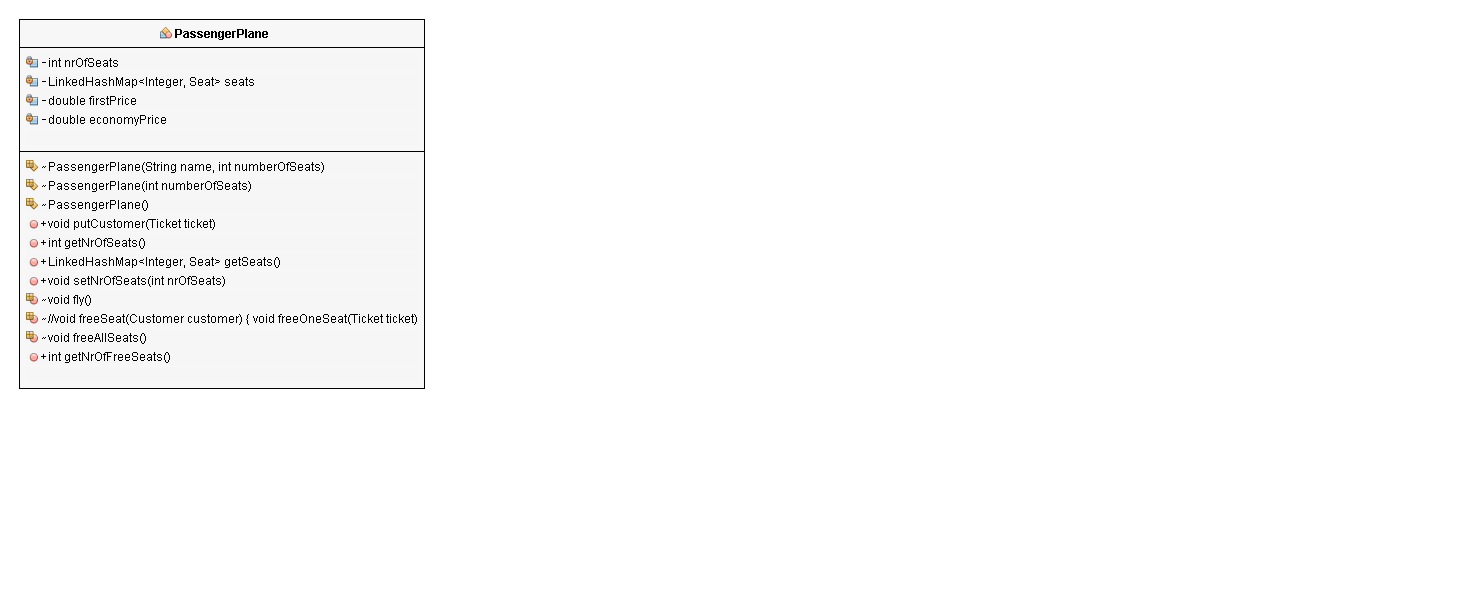 PassengerPlane
-int nrOfSeats
-LinkedHashMap<Integer, Seat> seats
-double firstPrice
-double economyPrice
~PassengerPlane(String name, int numberOfSeats)
~PassengerPlane(int numberOfSeats)
~PassengerPlane()
+void putCustomer(Ticket ticket)
+int getNrOfSeats()
+LinkedHashMap<Integer, Seat> getSeats()
+void setNrOfSeats(int nrOfSeats)
~void fly()
~//void freeSeat(Customer customer) { void freeOneSeat(Ticket ticket)
~void freeAllSeats()
+int getNrOfFreeSeats()